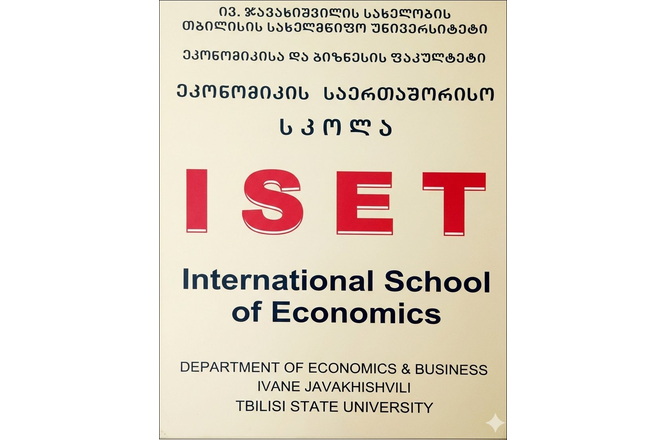 ᲘᲕ. ᲯᲐᲕᲐᲮᲘᲨᲕᲘᲚᲘᲡ ᲡᲐᲮᲔᲚᲝᲑᲘᲡ
ᲗᲑᲘᲚᲘᲡᲘᲡ ᲡᲐᲮᲔᲚᲛᲬᲘᲤᲝ ᲣᲜᲘᲕᲔᲠᲡᲘᲢᲔᲢᲘ
ᲔᲙᲝᲜᲝᲛᲘᲙᲘᲡᲐ ᲓᲐ ᲑᲘᲖᲜᲔᲡᲘᲡ ᲤᲐᲙᲣᲚᲢᲔᲢᲘ
ᲔᲙᲝᲜᲝᲛᲘᲙᲘᲡ ᲡᲐᲔᲠᲗᲐᲨᲝᲠᲘᲡᲝ
ᲡᲙᲝᲚᲐ
ISET
International School
of Economics
DEPARTMENT OF ECONOMICS & BUSINESS
IVANE JAVAKHISHVILI
TBILISI STATE UNIVERSITY